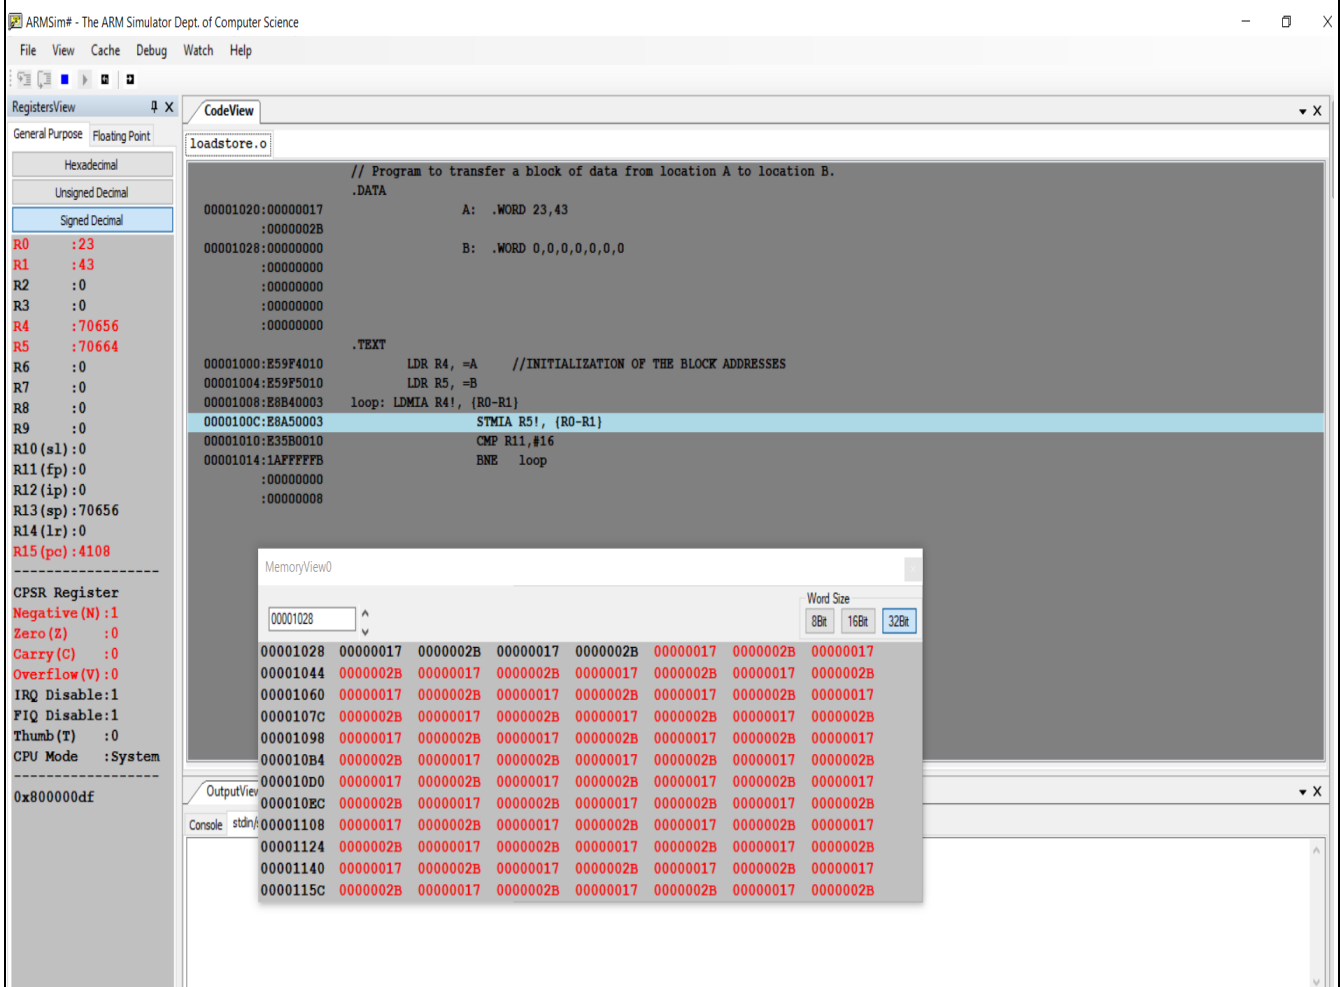 ARMSim# - The ARM Simulator Dept. of Computer Science
File View Cache Debug Watch Help
RegistersView
General Purpose Floating Point
Hexadecimal
Unsigned Decimal
Signed Decimal
R0 :23
R1 :43
R2 :0
R3 :0
R4 :70656
R5 :70664
R6 :0
R7 :0
R8 :0
R9 :0
R10(sl):0
R11(fp):0
R12(ip):0
R13(sp):70656
R14(lr):0
R15(pc):4108
------------------
CPSR Register
Negative(N):1
Zero(Z) :0
Carry(C) :0
Overflow(V):0
IRQ Disable:1
FIQ Disable:1
Thumb(T) :0
CPU Mode :System
------------------
0x800000df
CodeView
loadstore.o
// Program to transfer a block of data from location A to location B.
.DATA
00001020:00000017 A: .WORD 23,43
:0000002B
00001028:00000000 B: .WORD 0,0,0,0,0,0,0
:00000000
:00000000
:00000000
:00000000
.TEXT
00001000:E59F4010 LDR R4, =A //INITIALIZATION OF THE BLOCK ADDRESSES
00001004:E59F5010 LDR R5, =B
00001008:E8B40003 loop: LDMIA R4!, {R0-R1}
0000100C:E8A50003 STMIA R5!, {R0-R1}
00001010:E35B0010 CMP R11,#16
00001014:1AFFFFFB BNE loop
:00000000
:00000008
MemoryView0
00001028
Word Size
8Bit 16Bit 32Bit
00001028 00000017 0000002B 00000017 0000002B 00000017 0000002B 00000017
00001044 0000002B 00000017 0000002B 00000017 0000002B 00000017 0000002B
00001060 00000017 0000002B 00000017 0000002B 00000017 0000002B 00000017
0000107C 0000002B 00000017 0000002B 00000017 0000002B 00000017 0000002B
00001098 00000017 0000002B 00000017 0000002B 00000017 0000002B 00000017
000010B4 0000002B 00000017 0000002B 00000017 0000002B 00000017 0000002B
000010D0 00000017 0000002B 00000017 0000002B 00000017 0000002B 00000017
000010EC 0000002B 00000017 0000002B 00000017 0000002B 00000017 0000002B
00001108 00000017 0000002B 00000017 0000002B 00000017 0000002B 00000017
00001124 0000002B 00000017 0000002B 00000017 0000002B 00000017 0000002B
00001140 00000017 0000002B 00000017 0000002B 00000017 0000002B 00000017
0000115C 0000002B 00000017 0000002B 00000017 0000002B 00000017 0000002B
OutputView
Console stdin/